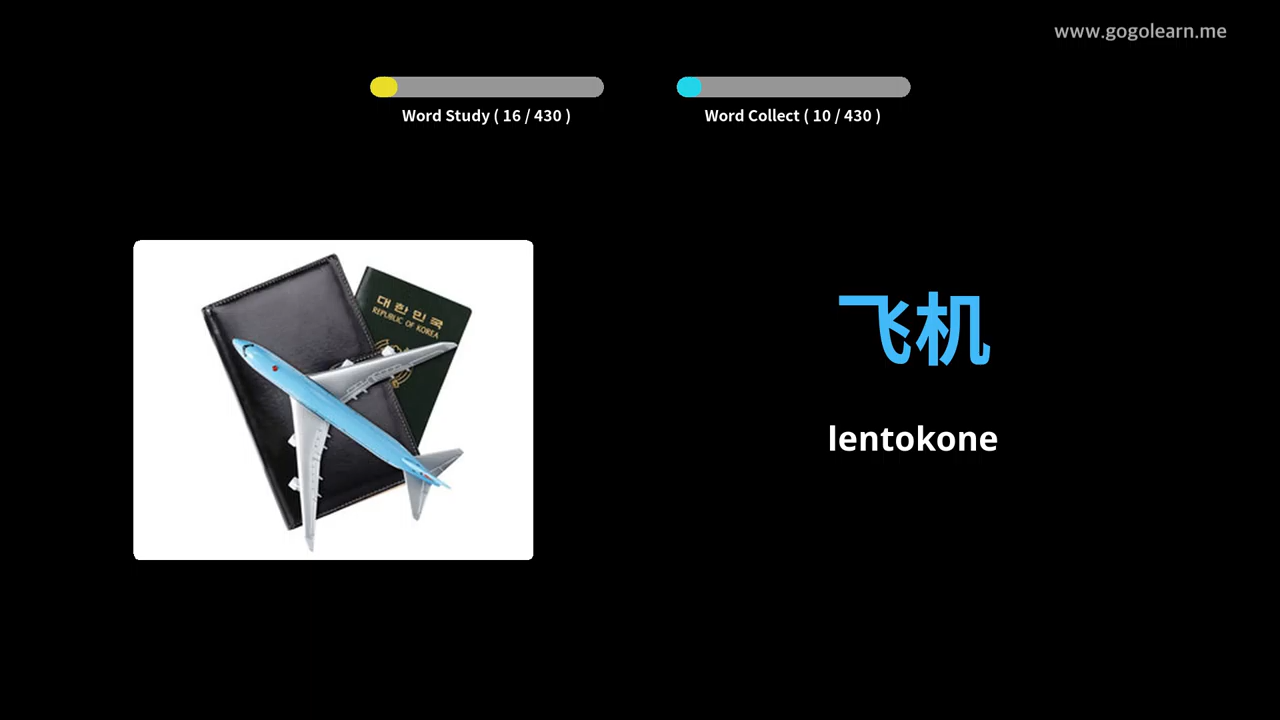 www.gogolearn.me
Word Study ( 16 / 430 )
Word Collect ( 10 / 430 )
대한민국
REPUBLIC OF KOREA
飞机
lentokone